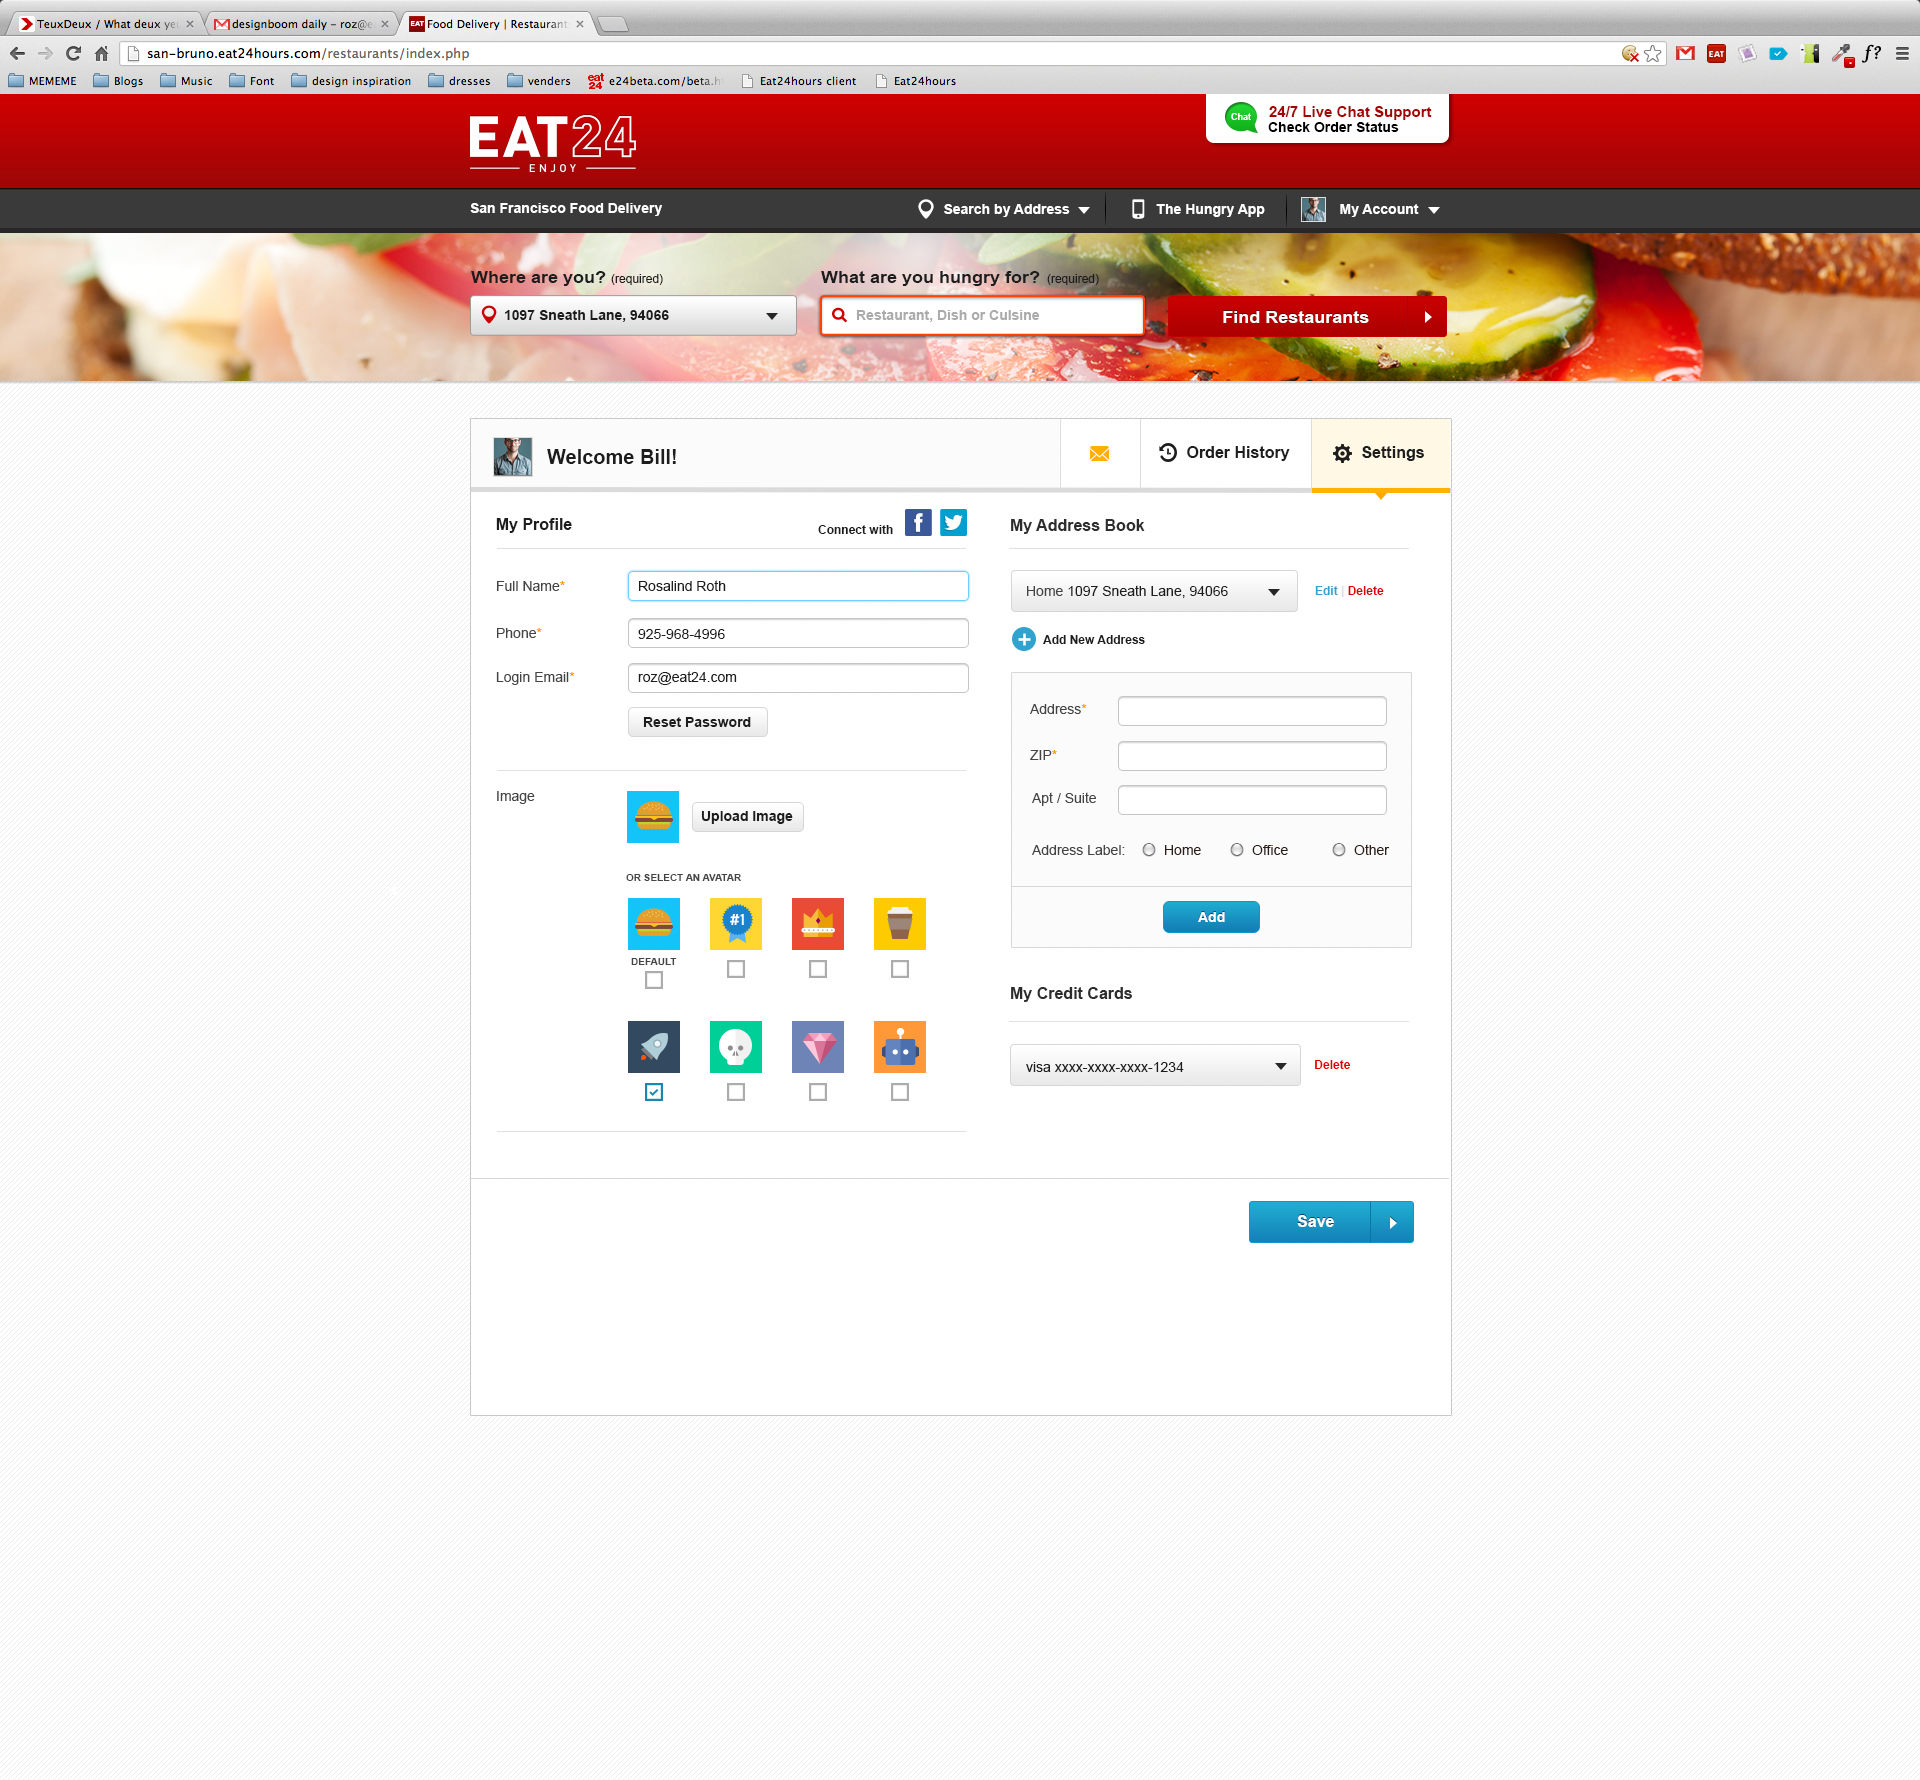 TeuxDeux / What deux ye
designboom daily – roz@e
EAT Food Delivery | Restaurant
san-bruno.eat24hours.com/restaurants/index.php
EAT
f?
MEMEME
Blogs
Music
Font
design inspiration
dresses
venders
eat 24
e24beta.com/beta.h
Eat24hours client
Eat24hours
EAT24
ENJOY
Chat
24/7 Live Chat Support
Check Order Status
San Francisco Food Delivery
Search by Address
The Hungry App
My Account
Where are you? (required)
What are you hungry for? (required)
1097 Sneath Lane, 94066
Restaurant, Dish or Cuisine
Find Restaurants
Welcome Bill!
Order History
Settings
My Profile
Connect with
f
Full Name*
Rosalind Roth
Phone*
925-968-4996
Login Email*
roz@eat24.com
Reset Password
Image
Upload Image
OR SELECT AN AVATAR
#1
DEFAULT
My Address Book
Home 1097 Sneath Lane, 94066
Edit | Delete
Add New Address
Address*
ZIP*
Apt / Suite
Address Label:
Home
Office
Other
Add
My Credit Cards
visa xxxx-xxxx-xxxx-1234
Delete
Save